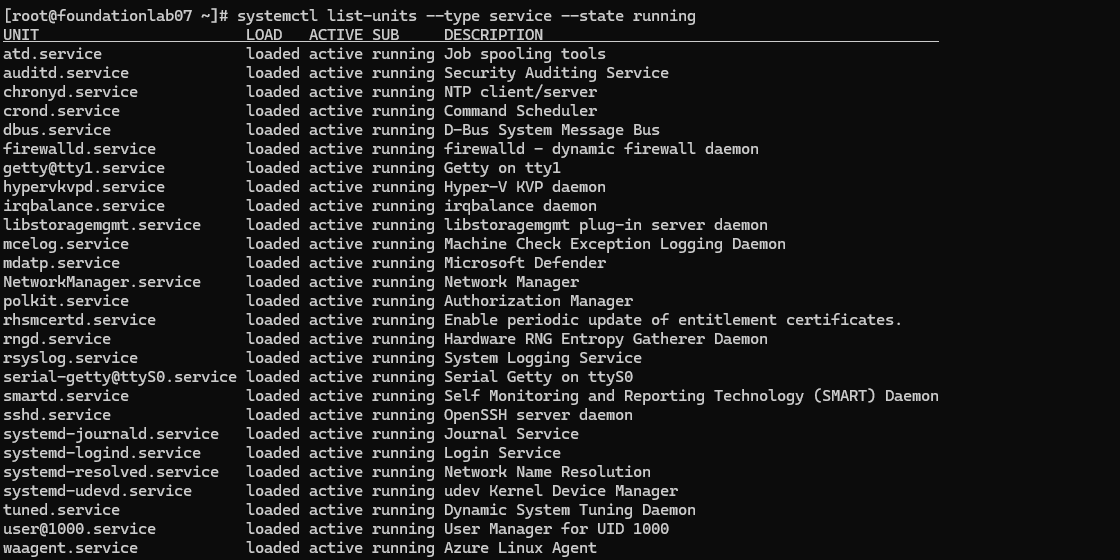 [root@foundationlab07 ~]# systemctl list-units --type service --state running
UNIT LOAD ACTIVE SUB DESCRIPTION
atd.service loaded active running Job spooling tools
auditd.service loaded active running Security Auditing Service
chronyd.service loaded active running NTP client/server
crond.service loaded active running Command Scheduler
dbus.service loaded active running D-Bus System Message Bus
firewalld.service loaded active running firewalld - dynamic firewall daemon
getty@tty1.service loaded active running Getty on tty1
hypervkvpd.service loaded active running Hyper-V KVP daemon
irqbalance.service loaded active running irqbalance daemon
libstoragemgmt.service loaded active running libstoragemgmt plug-in server daemon
mcelog.service loaded active running Machine Check Exception Logging Daemon
mdatp.service loaded active running Microsoft Defender
NetworkManager.service loaded active running Network Manager
polkit.service loaded active running Authorization Manager
rhsmcertd.service loaded active running Enable periodic update of entitlement certificates.
rngd.service loaded active running Hardware RNG Entropy Gatherer Daemon
rsyslog.service loaded active running System Logging Service
serial-getty@ttyS0.service loaded active running Serial Getty on ttyS0
smartd.service loaded active running Self Monitoring and Reporting Technology (SMART) Daemon
sshd.service loaded active running OpenSSH server daemon
systemd-journald.service loaded active running Journal Service
systemd-logind.service loaded active running Login Service
systemd-resolved.service loaded active running Network Name Resolution
systemd-udevd.service loaded active running udev Kernel Device Manager
tuned.service loaded active running Dynamic System Tuning Daemon
user@1000.service loaded active running User Manager for UID 1000
waagent.service loaded active running Azure Linux Agent